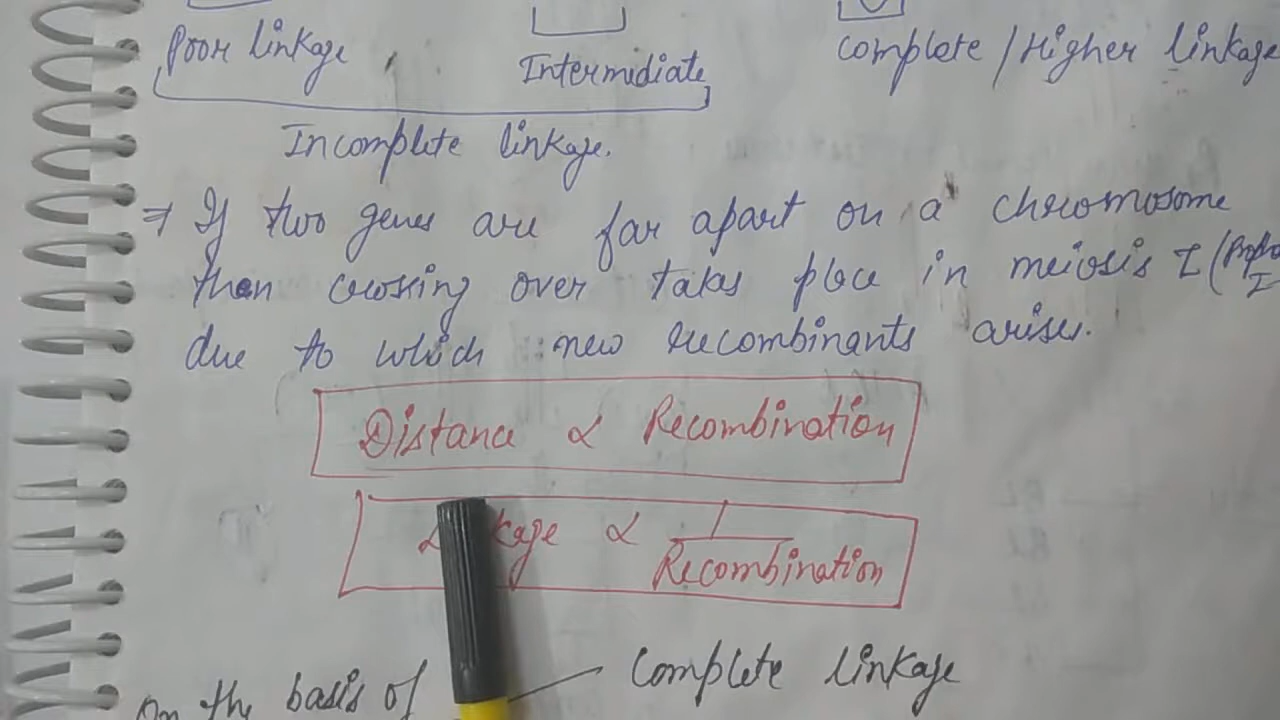 Poor linkage
Intermediate
Complete / Higher linkage
Incomplete linkage.
⇒ If two genes are far apart on a chromosome
then crossing over takes place in meiosis I (
I
due to which new recombinants arises.
Distance ∝ Recombination
∝ 1
Recombination
On the basis of
Complete linkage